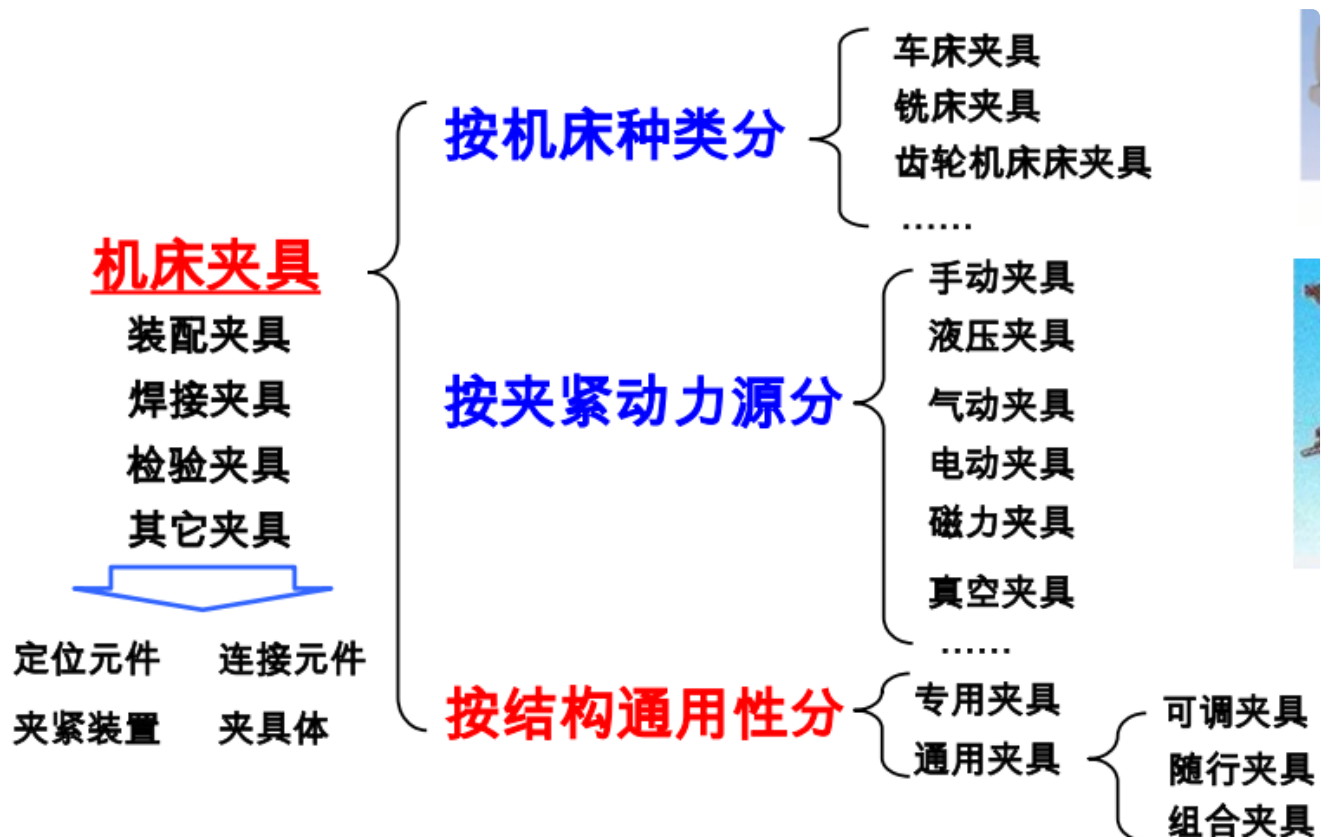 机床夹具
装配夹具
焊接夹具
检验夹具
其它夹具
定位元件 连接元件
夹紧装置 夹具体
按机床种类分
车床夹具
铣床夹具
齿轮机床床夹具
……
按夹紧动力源分
手动夹具
液压夹具
气动夹具
电动夹具
磁力夹具
真空夹具
……
按结构通用性分
专用夹具
通用夹具
可调夹具
随行夹具
组合夹具